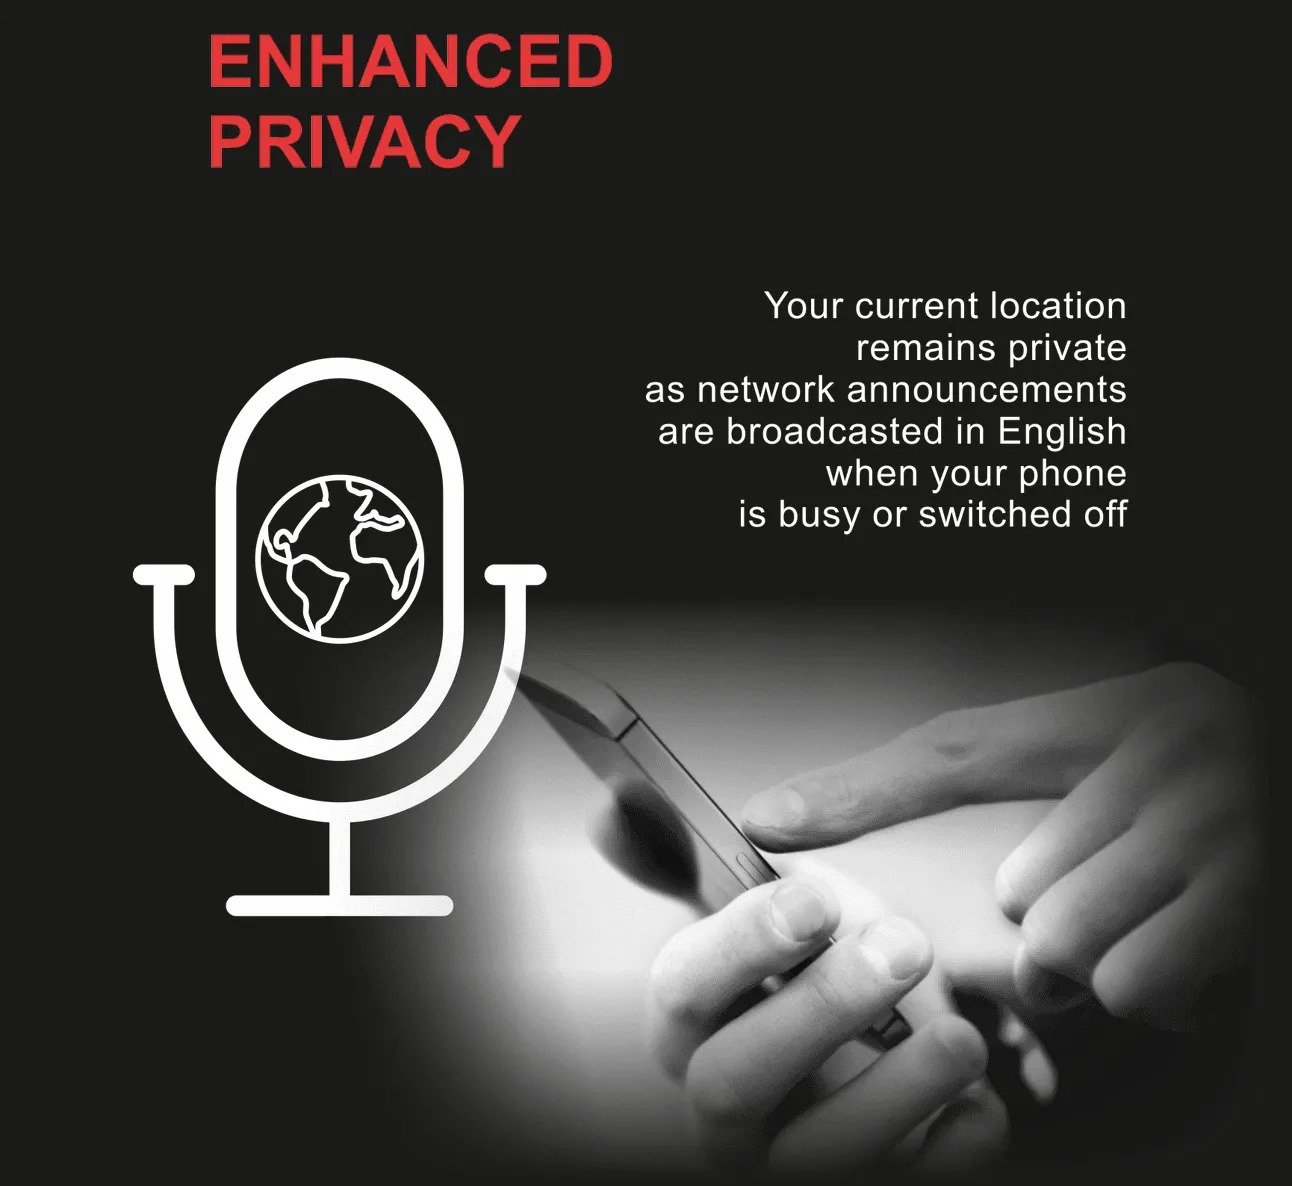 ENHANCED
PRIVACY
Your current location
remains private
as network announcements
are broadcasted in English
when your phone
is busy or switched off